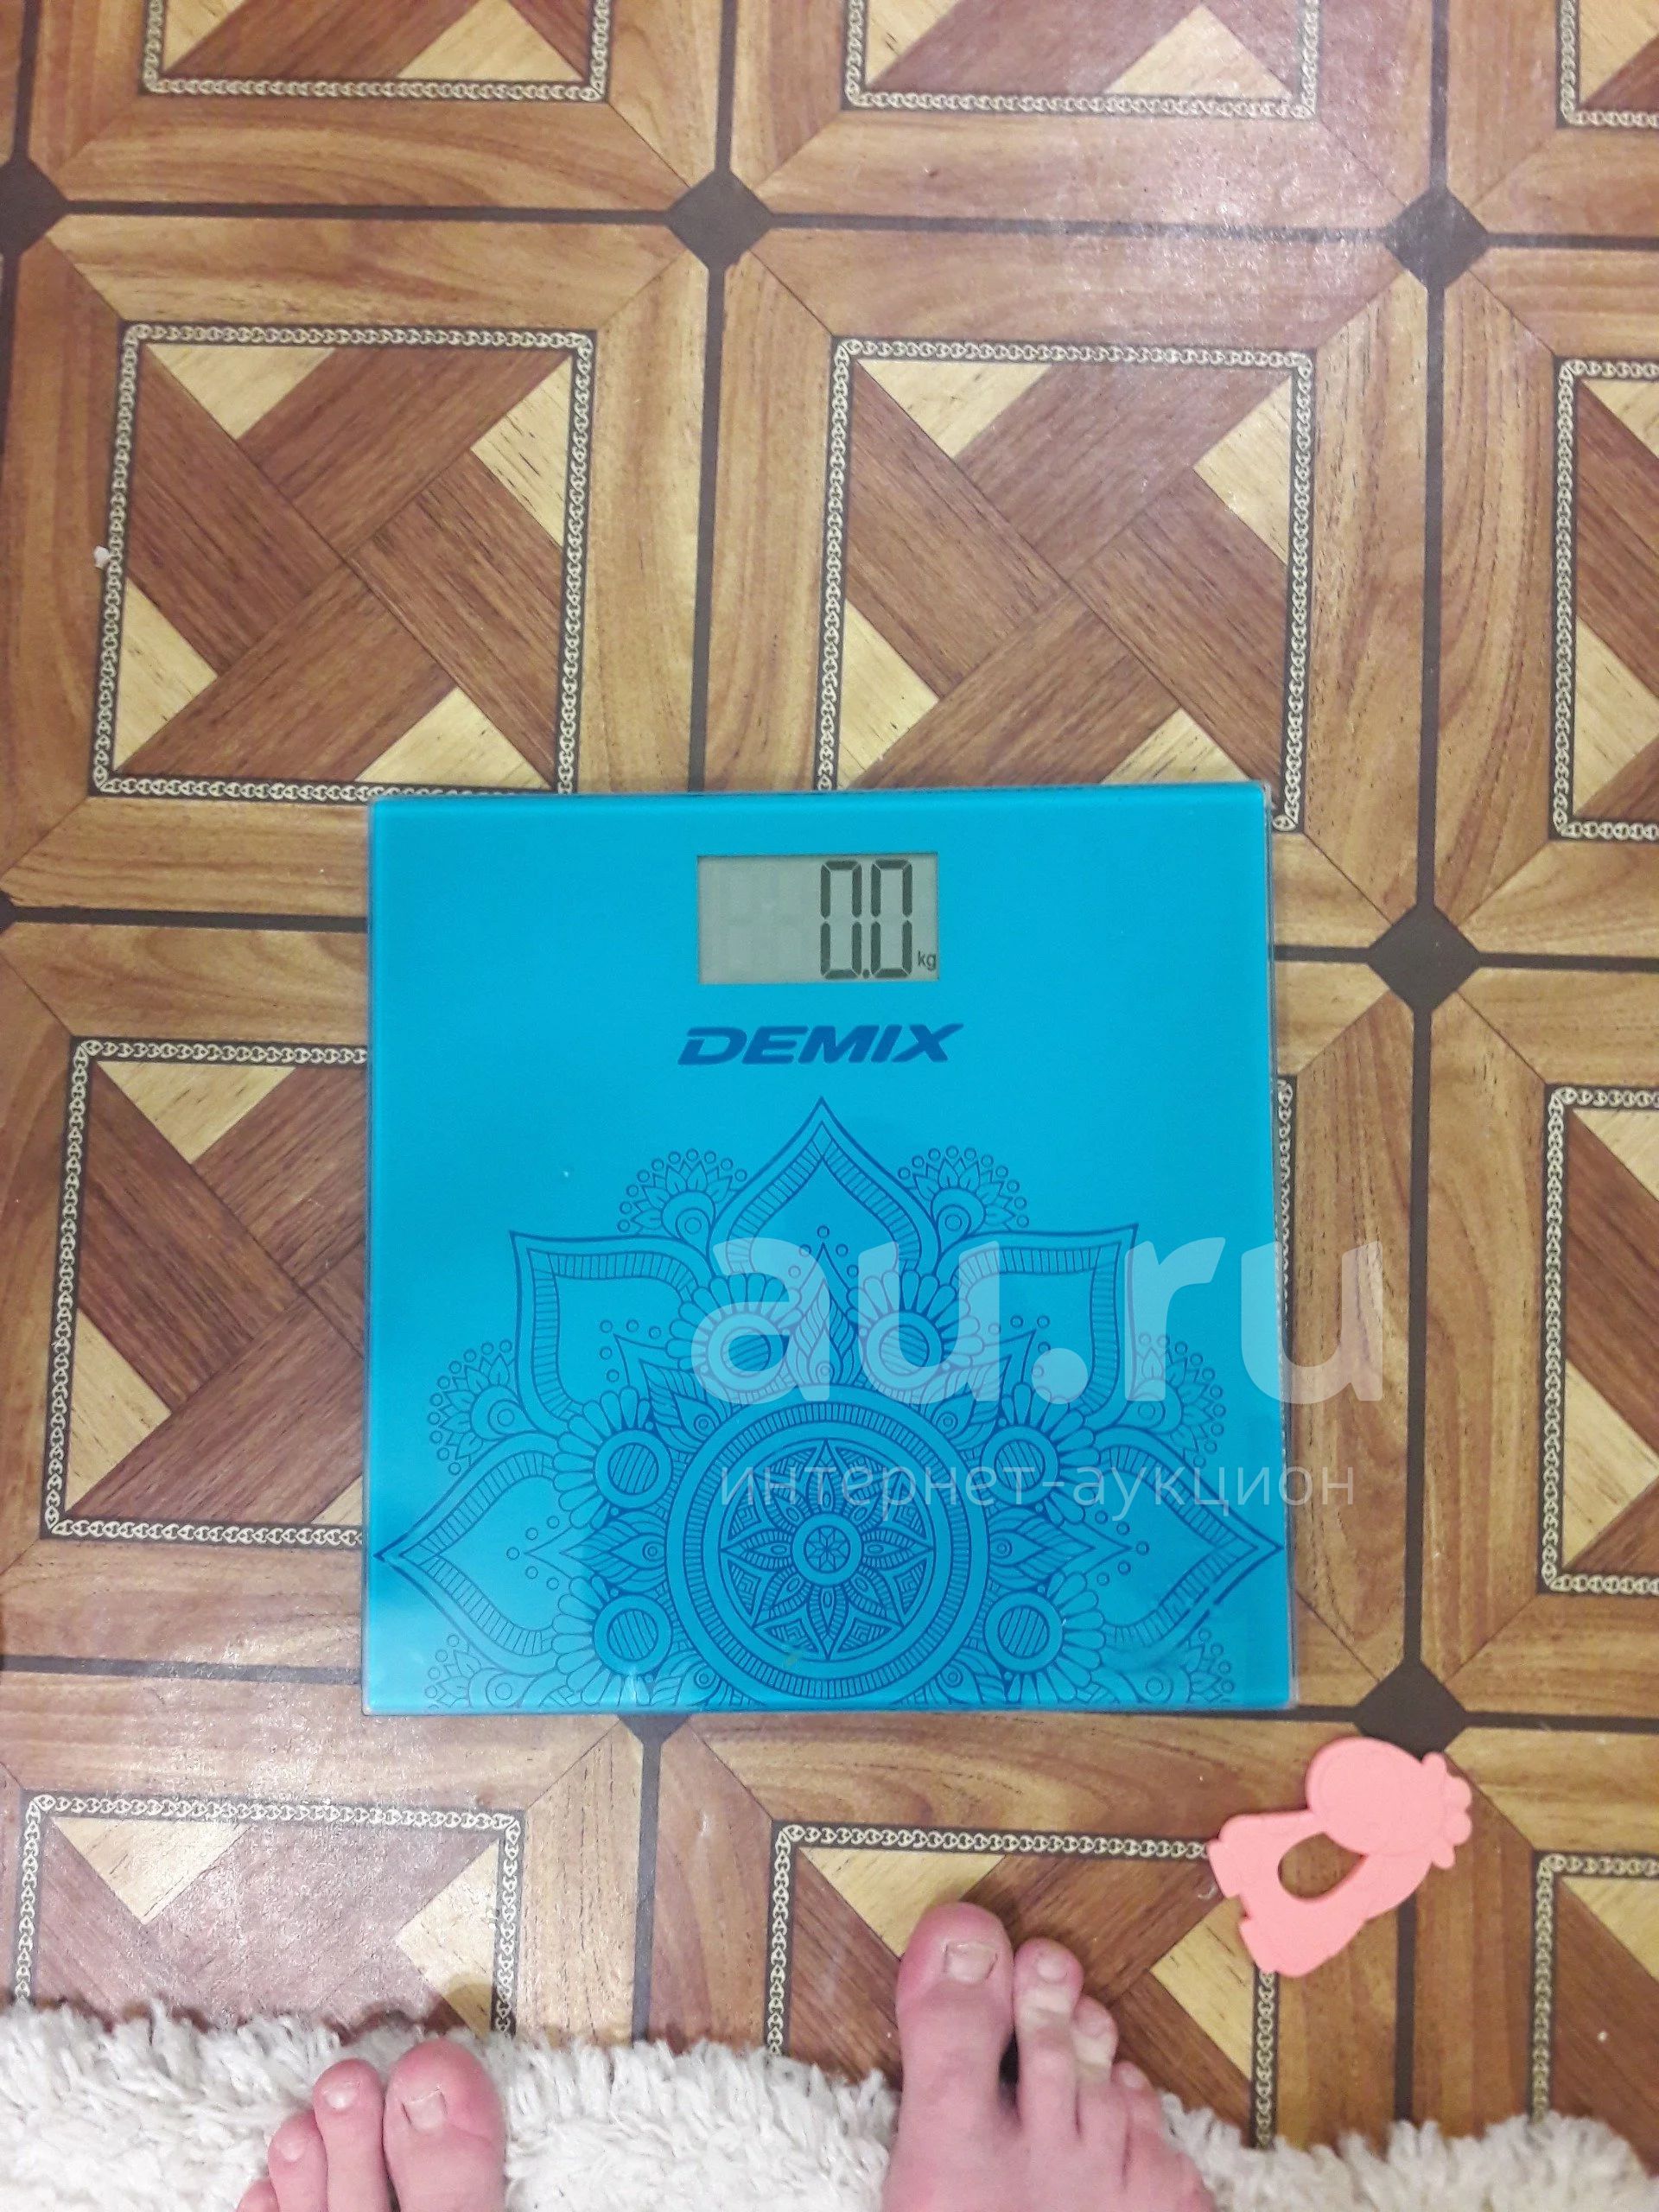 0.0 kg
DEMIX
au.ru
интернет-аукцион